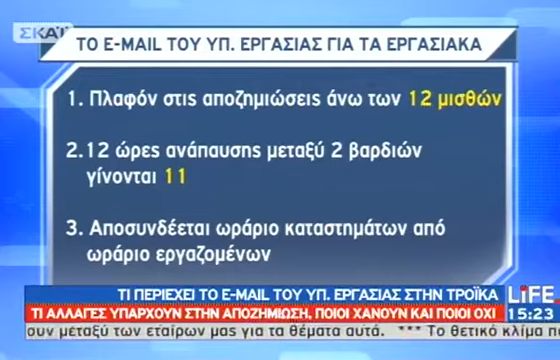 ΣΚΑΪ
ΤΟ E-MAIL ΤΟΥ ΥΠ. ΕΡΓΑΣΙΑΣ ΓΙΑ ΤΑ ΕΡΓΑΣΙΑΚΑ
1. Πλαφόν στις αποζημιώσεις άνω των 12 μισθών
2.12 ώρες ανάπαυσης μεταξύ 2 βαρδιών
γίνονται 11
3. Αποσυνδέεται ωράριο καταστημάτων από
ωράριο εργαζομένων
ΤΙ ΠΕΡΙΕΧΕΙ ΤΟ E-MAIL ΤΟΥ ΥΠ. ΕΡΓΑΣΙΑΣ ΣΤΗΝ ΤΡΟΪΚΑ
LiFE
ΤΙ ΑΛΛΑΓΕΣ ΥΠΑΡΧΟΥΝ ΣΤΗΝ ΑΠΟΖΗΜΙΩΣΗ, ΠΟΙΟΙ ΧΑΝΟΥΝ ΚΑΙ ΠΟΙΟΙ ΟΧΙ
15:23
συν μεταξύ των εταίρων μας για τα θέματα αυτά. *** Το θετικό κλίμα π